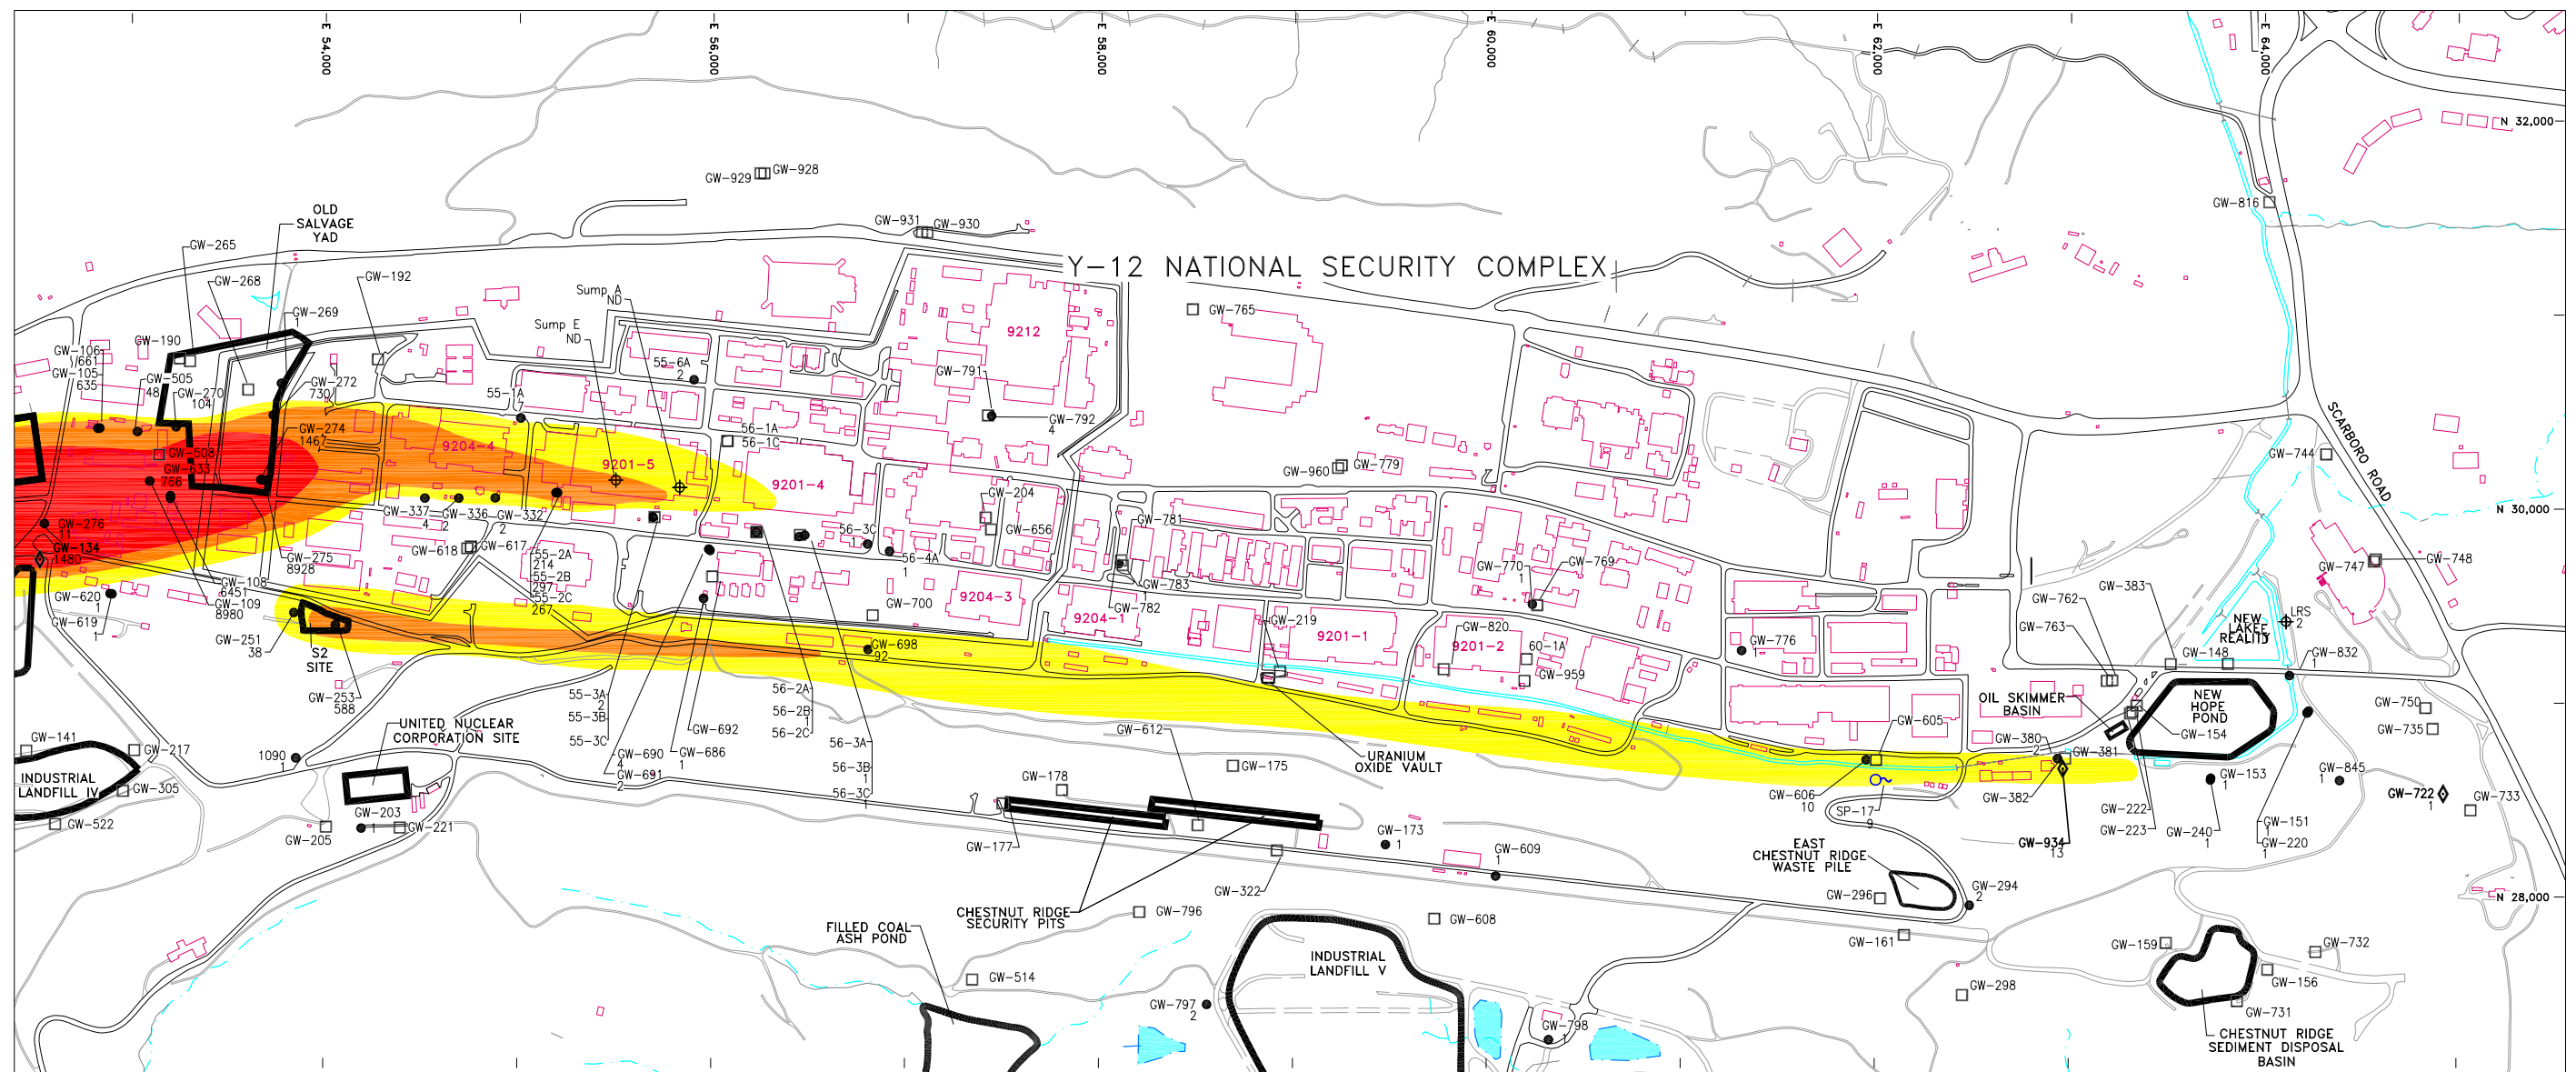 E 54,000
E 56,000
E 58,000
E 60,000
E 62,000
E 64,000
N 32,000
GW-929
GW-928
GW-816
OLD
SALVAGE
YAD
GW-931
GW-930
GW-265
GW-268
GW-192
Y-12 NATIONAL SECURITY COMPLEX
Sump A
ND
GW-269
1
GW-765
Sump E
ND
9212
GW-190
GW-106
661
GW-105
635
GW-505
48
GW-270
104
GW-272
730
55-6A
2
GW-791
55-1A
7
GW-792
4
SCARBORO ROAD
GW-274
1467
56-1A
56-1C
9204-4
9201-5
9201-4
GW-508
GW-633
766
GW-960
GW-779
GW-744
GW-204
N 30,000
GW-337
4
GW-336
2
GW-332
2
GW-276
11
GW-134
1480
56-3C
1
GW-656
GW-781
GW-618
GW-617
GW-275
8928
55-2A
214
55-2B
297
55-2C
267
56-4A
1
GW-770
1
GW-769
GW-747
GW-748
GW-108
6451
GW-109
8980
GW-783
1
GW-782
GW-383
GW-620
1
GW-619
1
9204-3
9204-1
GW-762
GW-763
LRS
2
NEW
REALITY
GW-700
GW-219
9201-1
GW-820
9201-2
60-1A
GW-776
1
GW-251
38
S2
SITE
GW-698
92
GW-959
GW-148
GW-832
1
GW-253
588
55-3A
2
55-3B
55-3C
56-2A
56-2B
1
56-2C
NEW
HOPE
POND
OIL SKIMMER
BASIN
GW-750
GW-735
UNITED NUCLEAR
CORPORATION SITE
GW-692
GW-612
GW-605
GW-154
GW-141
GW-217
1090
1
GW-690
4
GW-691
2
GW-686
1
56-3A
56-3B
1
56-3C
1
URANIUM
OXIDE VAULT
GW-380
2
GW-381
INDUSTRIAL
LANDFILL IV
GW-305
GW-178
GW-175
GW-606
10
GW-382
GW-153
1
GW-845
1
GW-722
1
GW-733
GW-522
GW-203
1
GW-221
GW-205
SP-17
9
GW-222
GW-223
GW-240
1
GW-151
1
GW-220
1
GW-177
GW-173
1
GW-609
1
GW-934
13
EAST
CHESTNUT RIDGE
WASTE PILE
GW-322
GW-296
GW-294
2
N 28,000
CHESTNUT RIDGE
SECURITY PITS
GW-796
GW-608
FILLED COAL
ASH POND
GW-161
GW-159
GW-732
INDUSTRIAL
LANDFILL V
GW-514
GW-156
GW-298
GW-797
2
GW-731
GW-798
1
CHESTNUT RIDGE
SEDIMENT DISPOSAL
BASIN